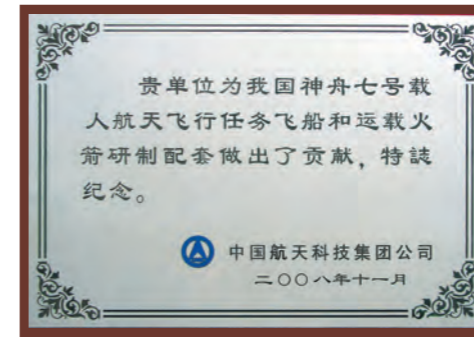 贵单位为我国神舟七号载
人航天飞行任务飞船和运载火
箭研制配套做出了贡献，特誌
纪念。
中国航天科技集团公司
二〇〇八年十一月